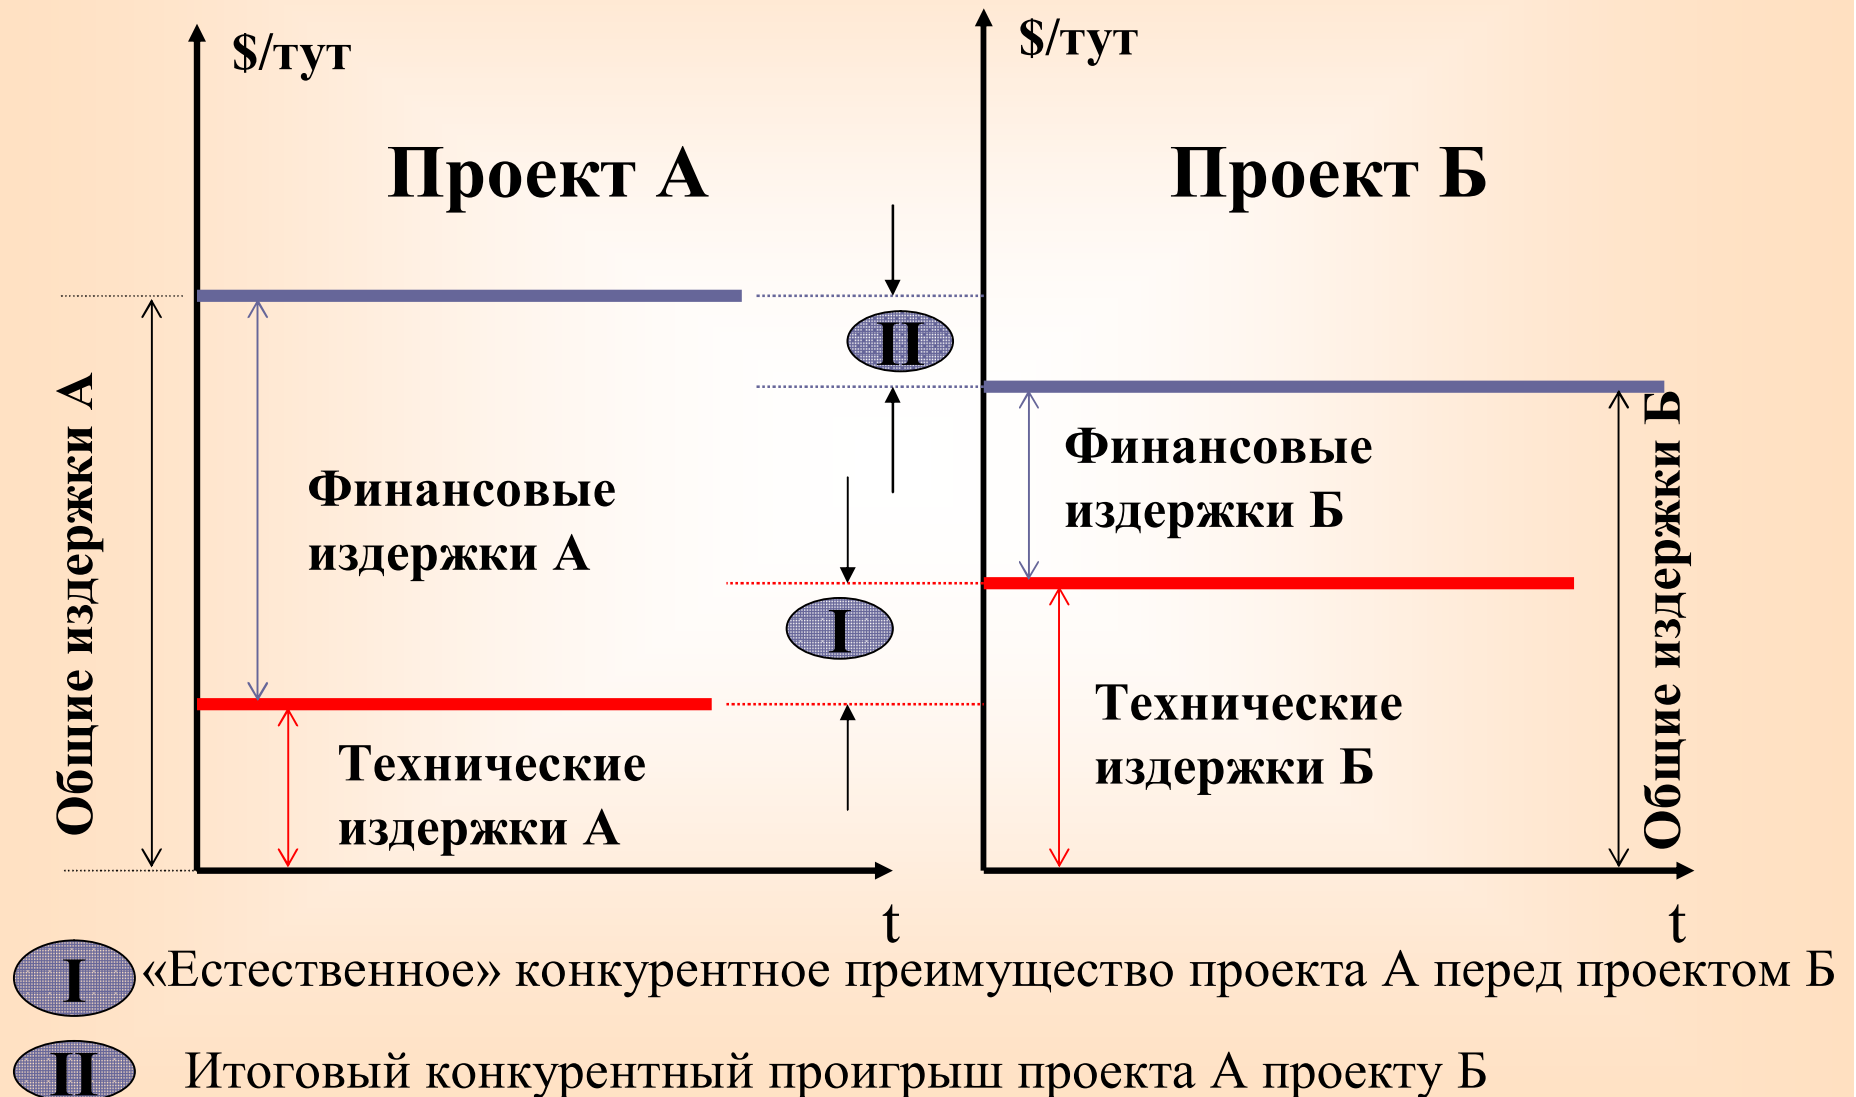 $/тут
$/тут
Проект А
Проект Б
II
Общие издержки А
Финансовые
издержки А
Финансовые
издержки Б
Общие издержки Б
I
Технические
издержки А
Технические
издержки Б
t
t
I «Естественное» конкурентное преимущество проекта А перед проектом Б
II Итоговый конкурентный проигрыш проекта А проекту Б